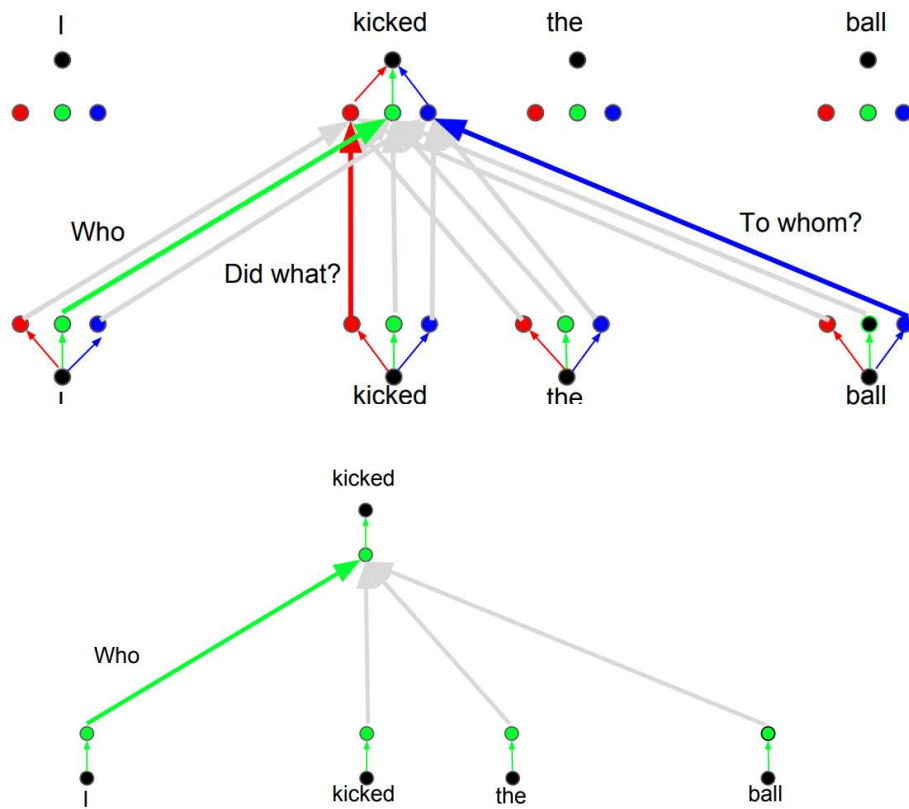 I kicked the ball
Who
To whom?
Did what?
I kicked the ball
kicked
Who
I kicked the ball